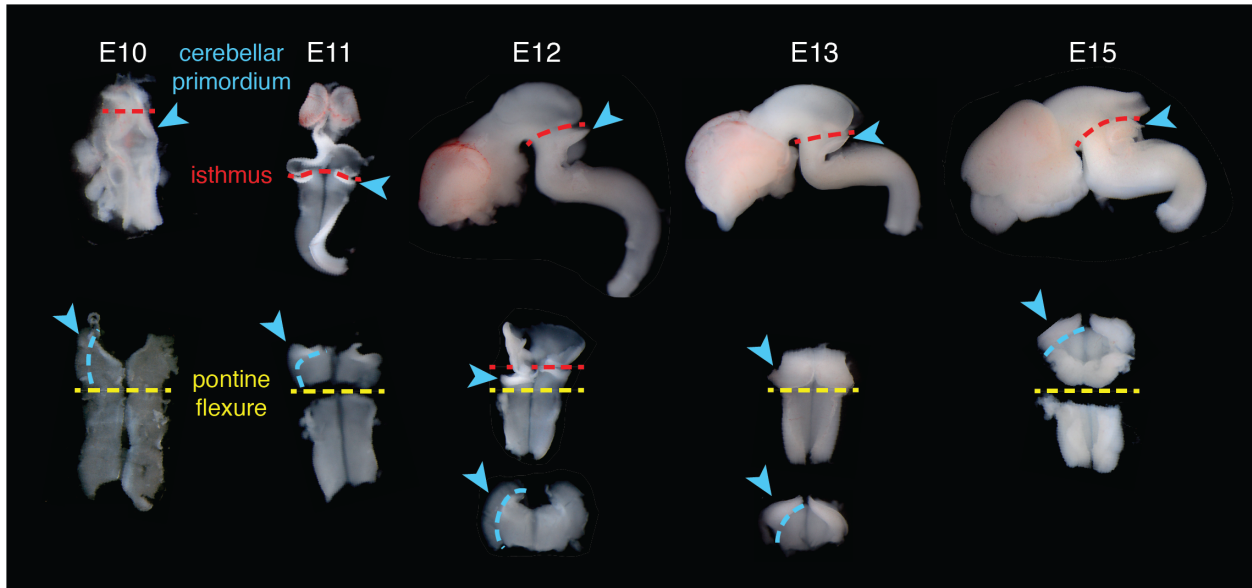 E10
cerebellar
primordium
E11
E12
E13
E15
isthmus
pontine
flexure